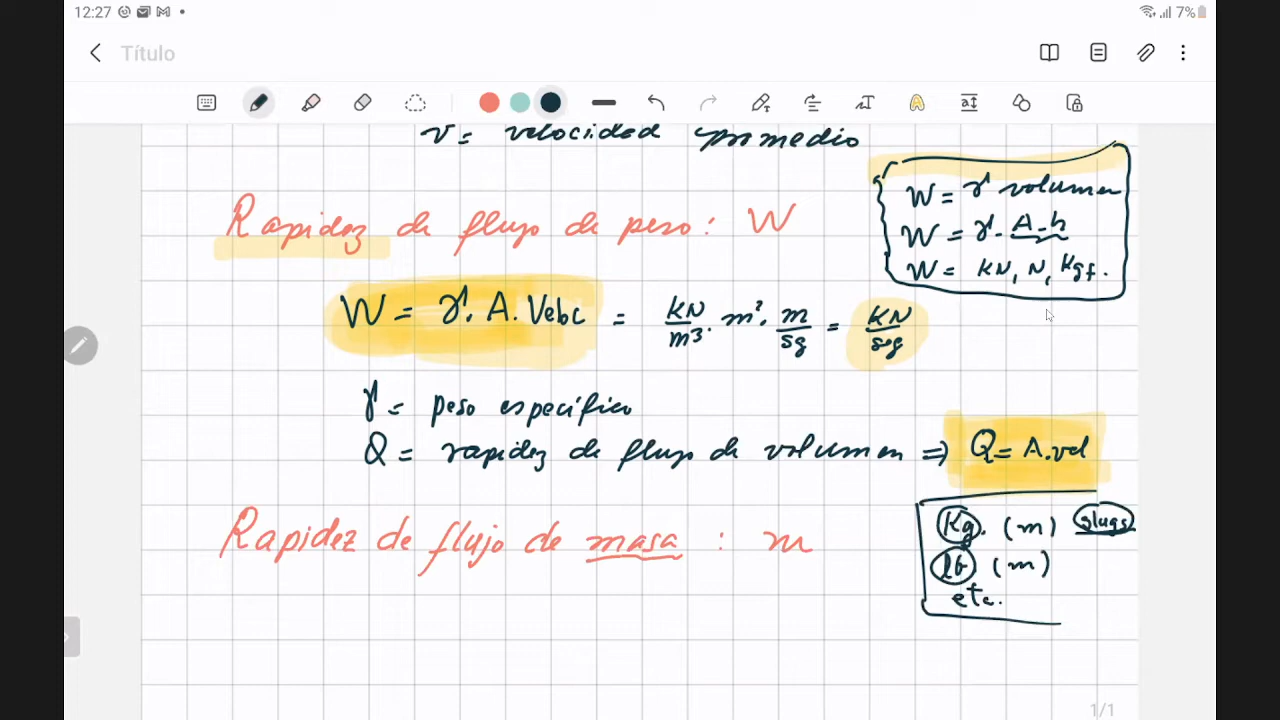 12:27
7%
Título
v = velocidad promedio
Rapidez de flujo de peso: W
W = γ volumen
W = γ. A.h
W = KN, N, Kgf.
W = γ. A. Veloc = KN/m³ . m² . m/sg = KN/seg
γ = peso específico
Q = rapidez de flujo de volumen ⇒ Q = A.vel
Rapidez de flujo de masa : m
Kg. (m) slugs
lb (m)
etc.
1/1